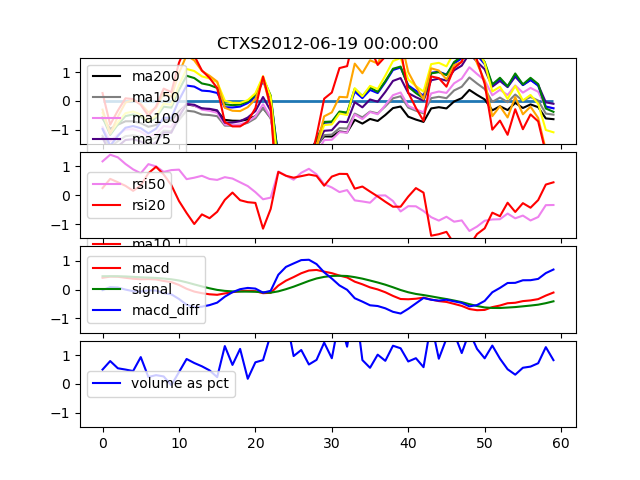 CTXS2012-06-19 00:00:00
1
0
−1
ma200
ma150
ma100
ma75
1
0
−1
rsi50
rsi20
ma10
1
0
−1
macd
signal
macd_diff
1
0
−1
volume as pct
0 10 20 30 40 50 60